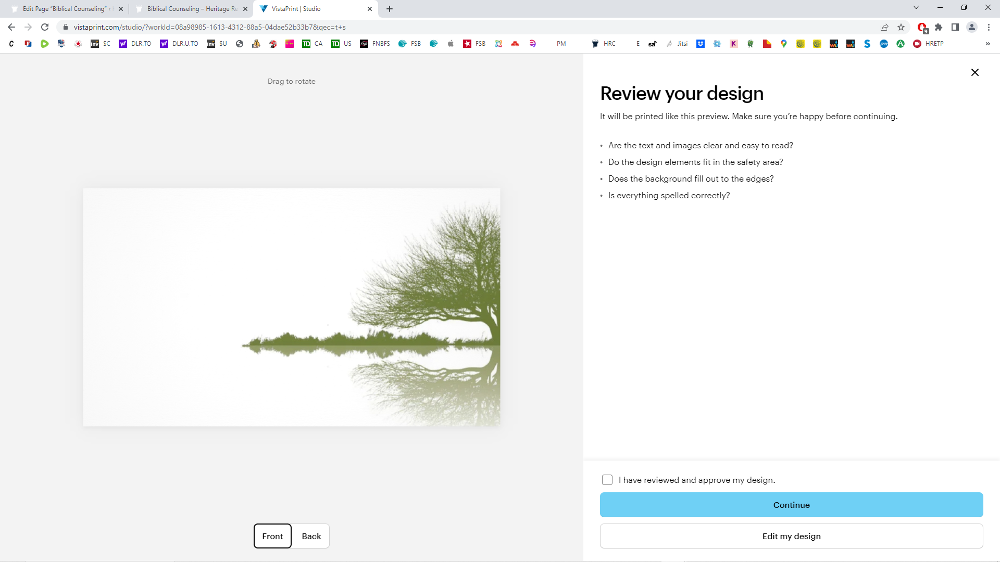 Edit Page “Biblical Counseling” ‹
Biblical Counseling – Heritage Re
VistaPrint | Studio
vistaprint.com/studio/?workId=08a98985-1613-4312-88a5-04dae52b33b7&qec=t+s
9
$C DLR.TO DLR.U.TO $U CA US FNBFS FSB FSB PM HRC E Jitsi HRETP
Drag to rotate
Review your design
It will be printed like this preview. Make sure you’re happy before continuing.
• Are the text and images clear and easy to read?
• Do the design elements fit in the safety area?
• Does the background fill out to the edges?
• Is everything spelled correctly?
I have reviewed and approve my design.
Continue
Edit my design
Front
Back